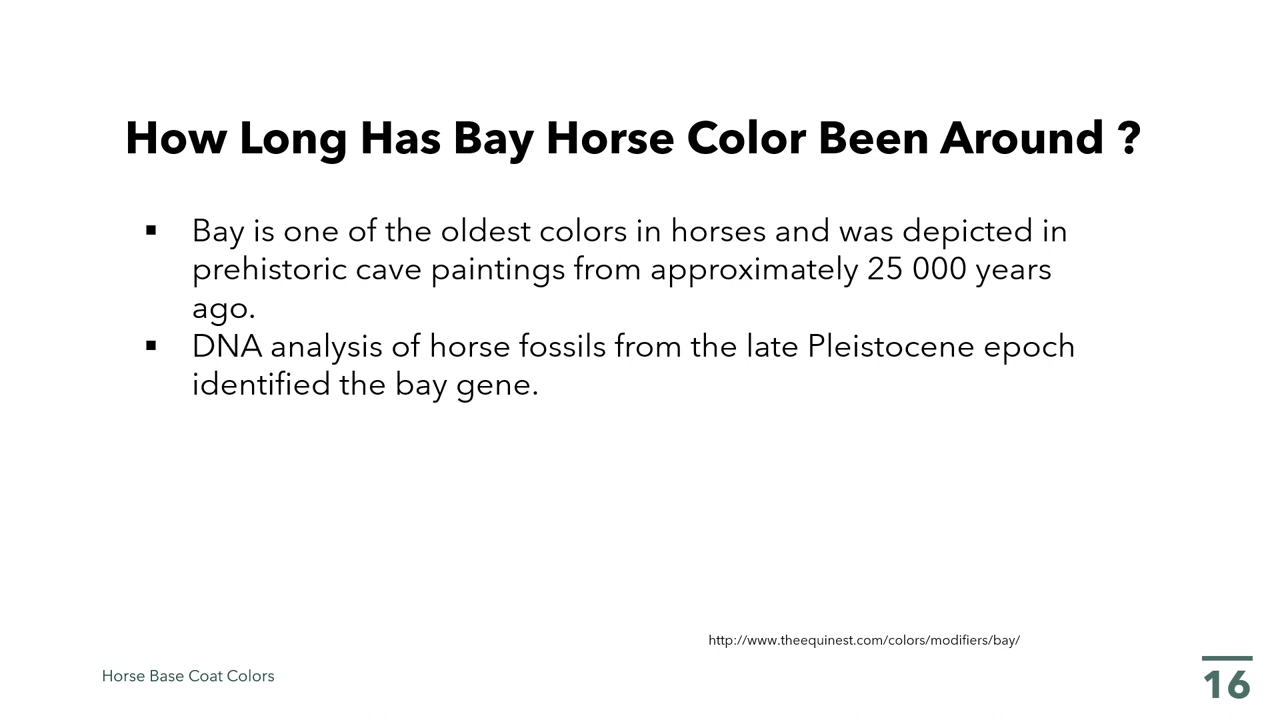 How Long Has Bay Horse Color Been Around ?
▪ Bay is one of the oldest colors in horses and was depicted in
prehistoric cave paintings from approximately 25 000 years
ago.
▪ DNA analysis of horse fossils from the late Pleistocene epoch
identified the bay gene.
http://www.theequinest.com/colors/modifiers/bay/
Horse Base Coat Colors
16